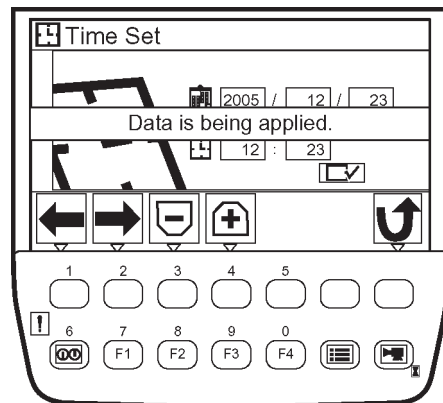 Time Set
2005 / 12 / 23
Data is being applied.
12 : 23
1 2 3 4 5
!
6 7 8 9 0
F1 F2 F3 F4